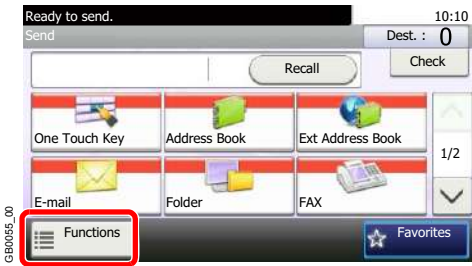 Ready to send.
10:10
Send
Dest. : 0
Recall
Check
One Touch Key
Address Book
Ext Address Book
1/2
E-mail
Folder
FAX
GB0055_00
Functions
Favorites